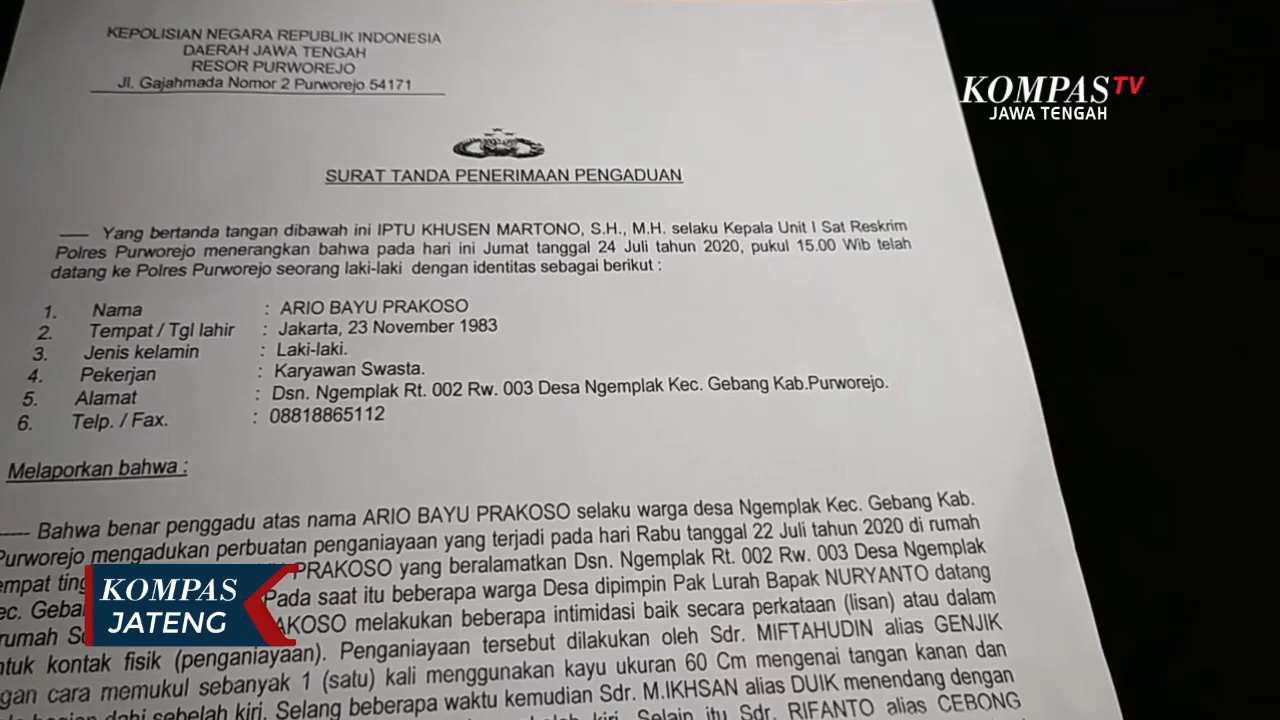 KEPOLISIAN NEGARA REPUBLIK INDONESIA
DAERAH JAWA TENGAH
RESOR PURWOREJO
Jl. Gajahmada Nomor 2 Purworejo 54171
KOMPAS TV
JAWA TENGAH
SURAT TANDA PENERIMAAN PENGADUAN
Yang bertanda tangan dibawah ini IPTU KHUSEN MARTONO, S.H., M.H. selaku Kepala Unit I Sat Reskrim
Polres Purworejo menerangkan bahwa pada hari ini Jumat tanggal 24 Juli tahun 2020, pukul 15.00 Wib telah
datang ke Polres Purworejo seorang laki-laki dengan identitas sebagai berikut :
1. Nama : ARIO BAYU PRAKOSO
2. Tempat / Tgl lahir : Jakarta, 23 November 1983
3. Jenis kelamin : Laki-laki.
4. Pekerjan : Karyawan Swasta.
5. Alamat : Dsn. Ngemplak Rt. 002 Rw. 003 Desa Ngemplak Kec. Gebang Kab.Purworejo.
6. Telp. / Fax. : 08818865112
Melaporkan bahwa :
Bahwa benar penggadu atas nama ARIO BAYU PRAKOSO selaku warga desa Ngemplak Kec. Gebang Kab.
Purworejo mengadukan perbuatan penganiayaan yang terjadi pada hari Rabu tanggal 22 Juli tahun 2020 di rumah
PRAKOSO yang beralamatkan Dsn. Ngemplak Rt. 002 Rw. 003 Desa Ngemplak
Pada saat itu beberapa warga Desa dipimpin Pak Lurah Bapak NURYANTO datang
melakukan beberapa intimidasi baik secara perkataan (lisan) atau dalam
kontak fisik (penganiayaan). Penganiayaan tersebut dilakukan oleh Sdr. MIFTAHUDIN alias GENJIK
cara memukul sebanyak 1 (satu) kali menggunakan kayu ukuran 60 Cm mengenai tangan kanan dan
dahi sebelah kiri. Selang beberapa waktu kemudian Sdr. M.IKHSAN alias DUIK menendang dengan
kiri. Selain itu Sdr. RIFANTO alias CEBONG
KOMPAS
JATENG